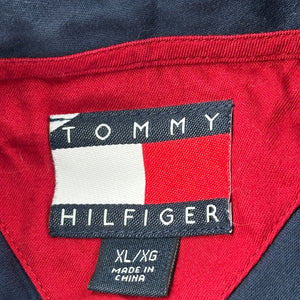 TOMMY
HILFIGER
XL/XG
MADE IN
CHINA